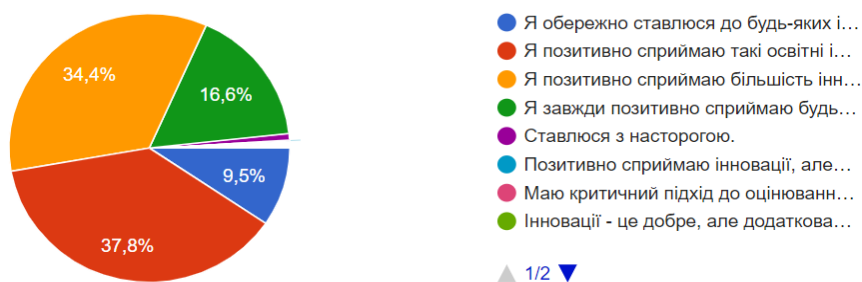 34,4%
16,6%
9,5%
37,8%
Я обережно ставлюся до будь-яких і...
Я позитивно сприймаю такі освітні і...
Я позитивно сприймаю більшість інн...
Я завжди позитивно сприймаю будь...
Ставлюся з насторогою.
Позитивно сприймаю інновації, але...
Маю критичний підхід до оцінюванн...
Інновації - це добре, але додаткова...
1/2